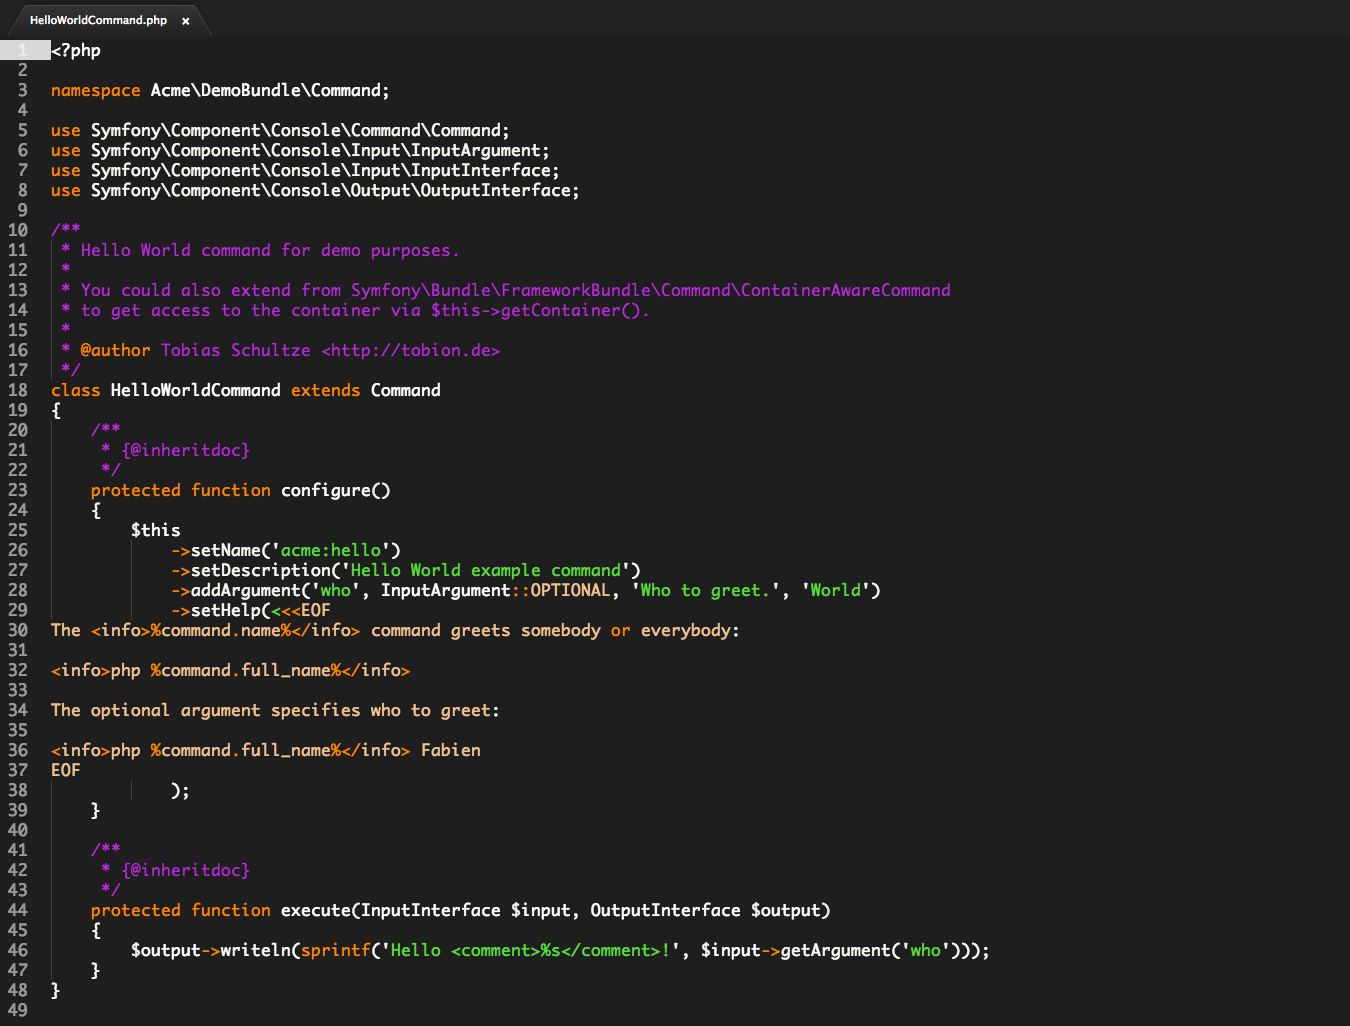 HelloWorldCommand.php ×
1 <?php
2
3 namespace Acme\DemoBundle\Command;
4
5 use Symfony\Component\Console\Command\Command;
6 use Symfony\Component\Console\Input\InputArgument;
7 use Symfony\Component\Console\Input\InputInterface;
8 use Symfony\Component\Console\Output\OutputInterface;
9
10 /**
11  * Hello World command for demo purposes.
12  *
13  * You could also extend from Symfony\Bundle\FrameworkBundle\Command\ContainerAwareCommand
14  * to get access to the container via $this->getContainer().
15  *
16  * @author Tobias Schultze <http://tobion.de>
17  */
18 class HelloWorldCommand extends Command
19 {
20     /**
21      * {@inheritdoc}
22      */
23     protected function configure()
24     {
25         $this
26             ->setName('acme:hello')
27             ->setDescription('Hello World example command')
28             ->addArgument('who', InputArgument::OPTIONAL, 'Who to greet.', 'World')
29             ->setHelp(<<<EOF
30 The <info>%command.name%</info> command greets somebody or everybody:
31
32 <info>php %command.full_name%</info>
33
34 The optional argument specifies who to greet:
35
36 <info>php %command.full_name%</info> Fabien
37 EOF
38             );
39     }
40
41     /**
42      * {@inheritdoc}
43      */
44     protected function execute(InputInterface $input, OutputInterface $output)
45     {
46         $output->writeln(sprintf('Hello <comment>%s</comment>!', $input->getArgument('who')));
47     }
48 }
49